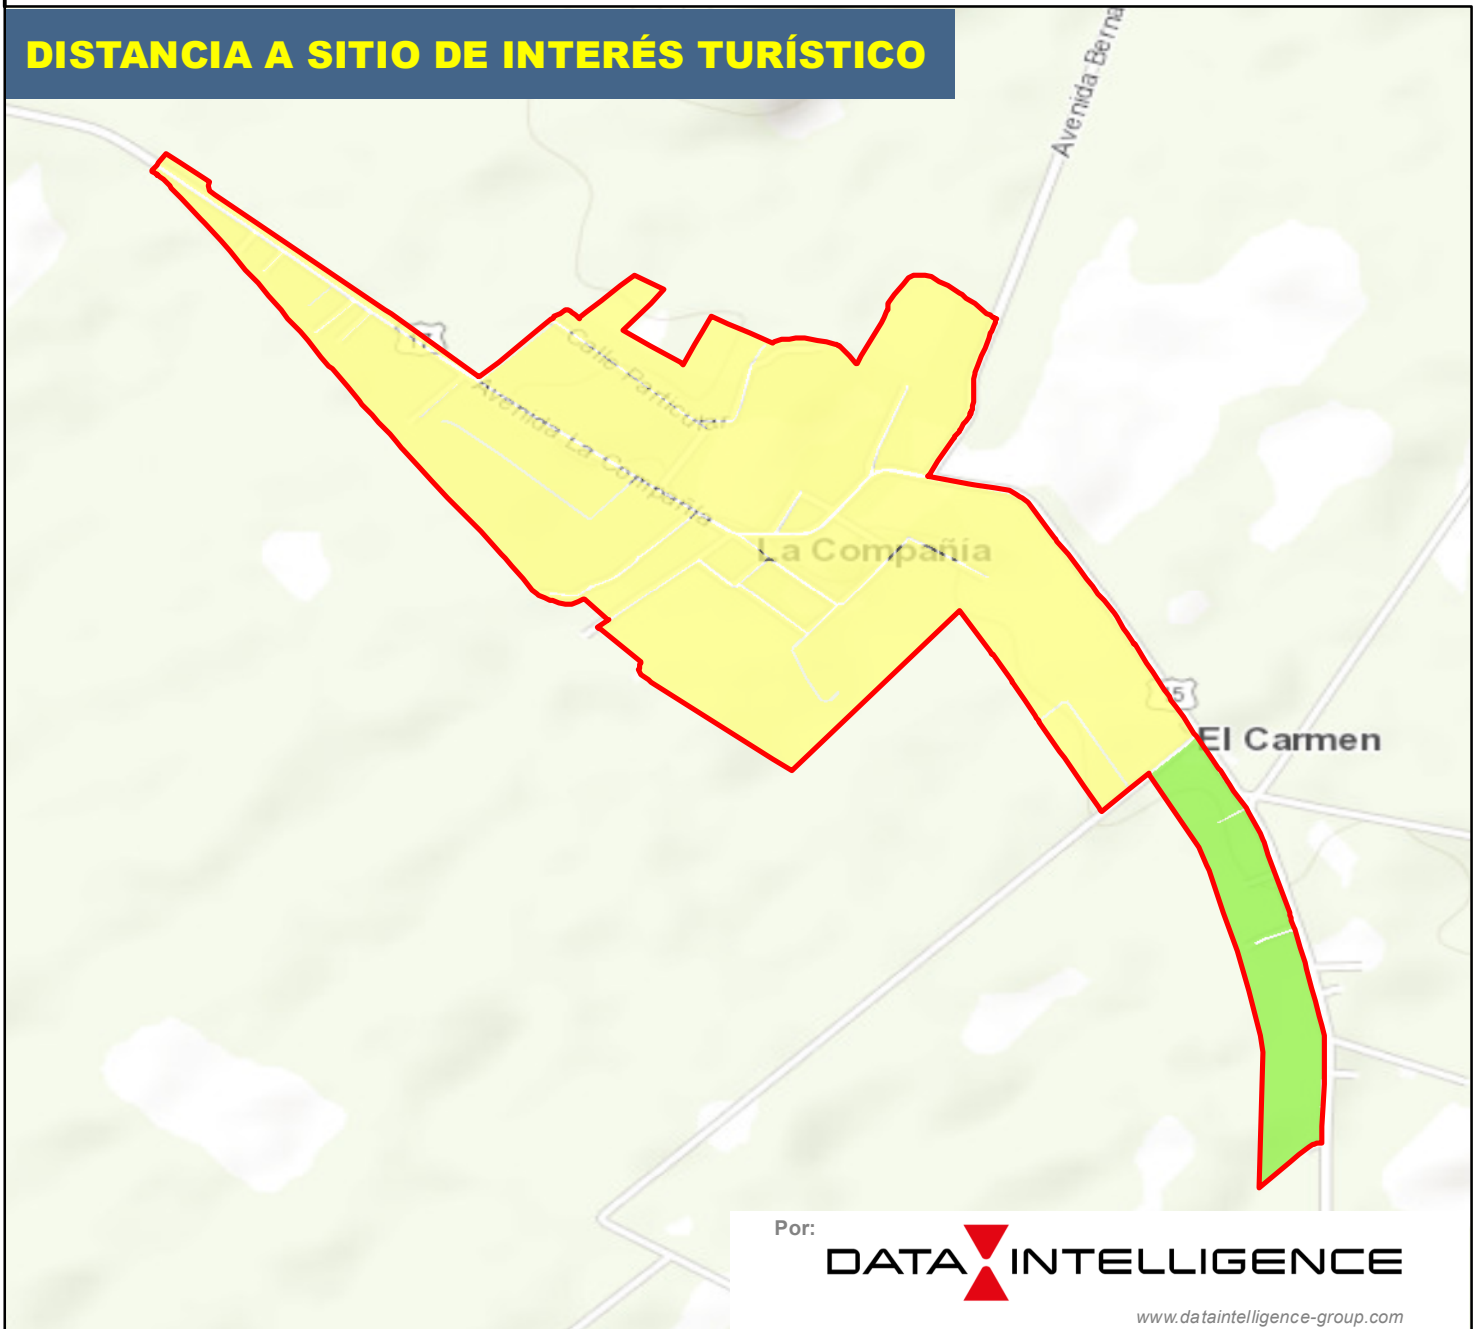 DISTANCIA A SITIO DE INTERÉS TURÍSTICO
Avenida Berna
Calle Particular
Avenida La Compañía
La Compañía
El Carmen
Por:
DATA INTELLIGENCE
www.dataintelligence-group.com